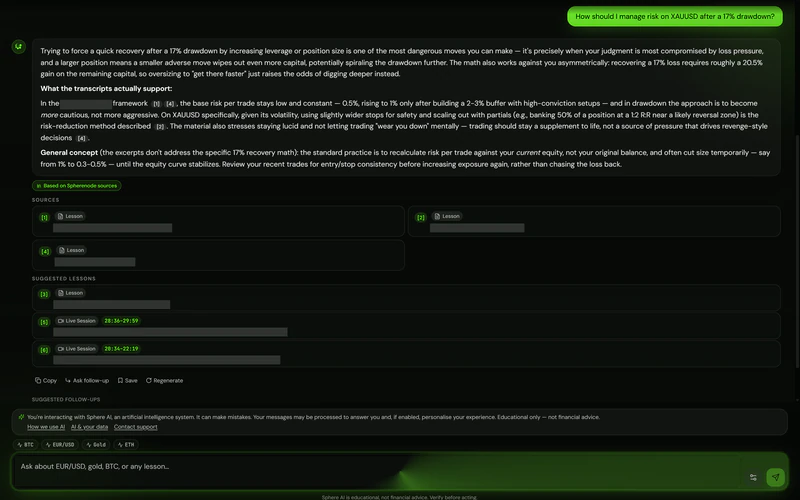 How should I manage risk on XAUUSD after a 17% drawdown?
Trying to force a quick recovery after a 17% drawdown by increasing leverage or position size is one of the most dangerous moves you can make — it's precisely when your judgment is most compromised by loss pressure,
and a larger position means a smaller adverse move wipes out even more capital, potentially spiraling the drawdown further. The math also works against you asymmetrically: recovering a 17% loss requires roughly a 20.5%
gain on the remaining capital, so oversizing to "get there faster" just raises the odds of digging deeper instead.
What the transcripts actually support:
In the framework [1] [4], the base risk per trade stays low and constant — 0.5%, rising to 1% only after building a 2–3% buffer with high-conviction setups — and in drawdown the approach is to become
more cautious, not more aggressive. On XAUUSD specifically, given its volatility, using slightly wider stops for safety and scaling out with partials (e.g., banking 50% of a position at a 1:2 R:R near a likely reversal zone) is the
risk-reduction method described [2]. The material also stresses staying lucid and not letting trading "wear you down" mentally — trading should stay a supplement to life, not a source of pressure that drives revenge-style
decisions [4].
General concept (the excerpts don't address the specific 17% recovery math): the standard practice is to recalculate risk per trade against your current equity, not your original balance, and often cut size temporarily — say
from 1% to 0.3–0.5% — until the equity curve stabilizes. Review your recent trades for entry/stop consistency before increasing exposure again, rather than chasing the loss back.
Based on Spheremode sources
SOURCES
[1] Lesson
[2] Lesson
[4] Lesson
SUGGESTED LESSONS
[3] Lesson
[5] Live Session 28:36–29:59
[6] Live Session 20:34–22:19
Copy Ask follow-up Save Regenerate
SUGGESTED FOLLOW-UPS
You're interacting with Sphere AI, an artificial intelligence system. It can make mistakes. Your messages may be processed to answer you and, if enabled, personalise your experience. Educational only — not financial advice.
How we use AI AI & your data Contact support
BTC EUR/USD Gold ETH
Ask about EUR/USD, gold, BTC, or any lesson...
Sphere AI is educational, not financial advice. Verify before acting.